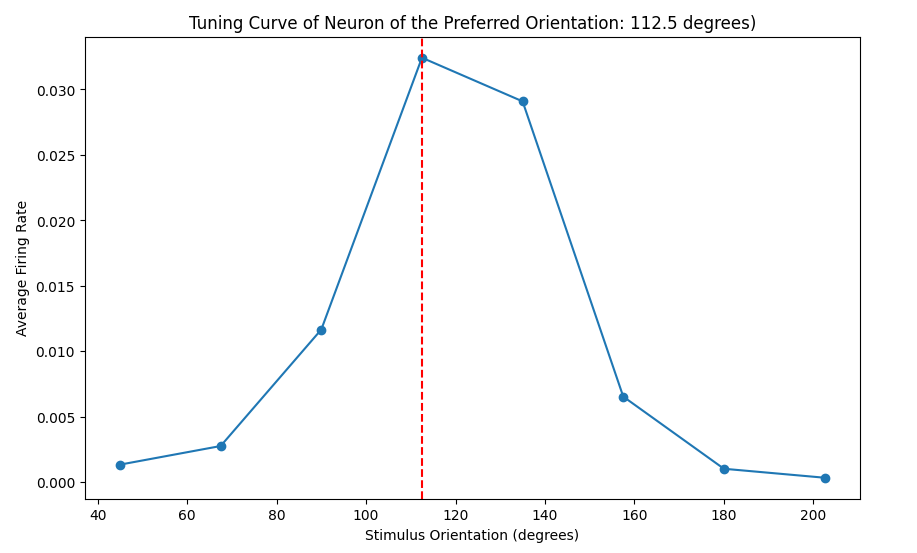 Tuning Curve of Neuron of the Preferred Orientation: 112.5 degrees)
0.030
0.025
0.020
0.015
0.010
0.005
0.000
Average Firing Rate
40 60 80 100 120 140 160 180 200
Stimulus Orientation (degrees)